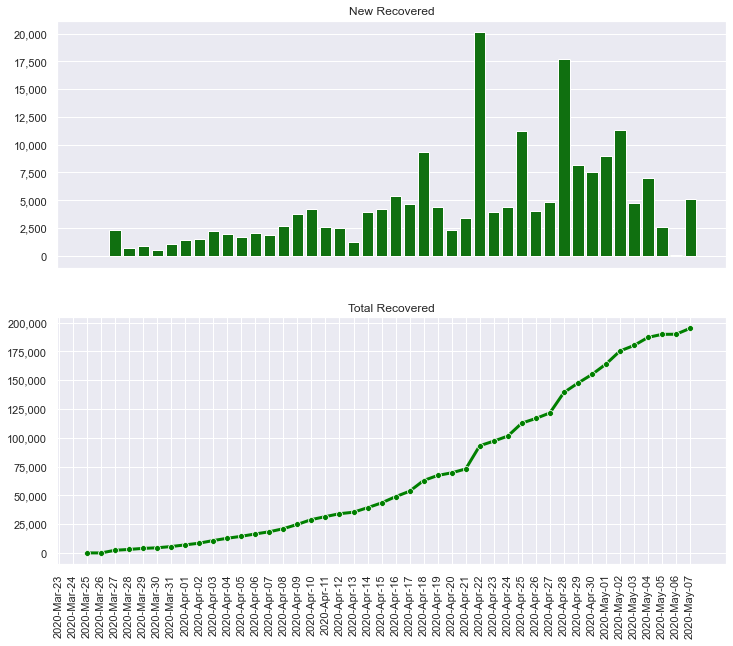 New Recovered
20,000
17,500
15,000
12,500
10,000
7,500
5,000
2,500
0
Total Recovered
200,000
175,000
150,000
125,000
100,000
75,000
50,000
25,000
0
2020-Mar-23
2020-Mar-24
2020-Mar-25
2020-Mar-26
2020-Mar-27
2020-Mar-28
2020-Mar-29
2020-Mar-30
2020-Mar-31
2020-Apr-01
2020-Apr-02
2020-Apr-03
2020-Apr-04
2020-Apr-05
2020-Apr-06
2020-Apr-07
2020-Apr-08
2020-Apr-09
2020-Apr-10
2020-Apr-11
2020-Apr-12
2020-Apr-13
2020-Apr-14
2020-Apr-15
2020-Apr-16
2020-Apr-17
2020-Apr-18
2020-Apr-19
2020-Apr-20
2020-Apr-21
2020-Apr-22
2020-Apr-23
2020-Apr-24
2020-Apr-25
2020-Apr-26
2020-Apr-27
2020-Apr-28
2020-Apr-29
2020-Apr-30
2020-May-01
2020-May-02
2020-May-03
2020-May-04
2020-May-05
2020-May-06
2020-May-07